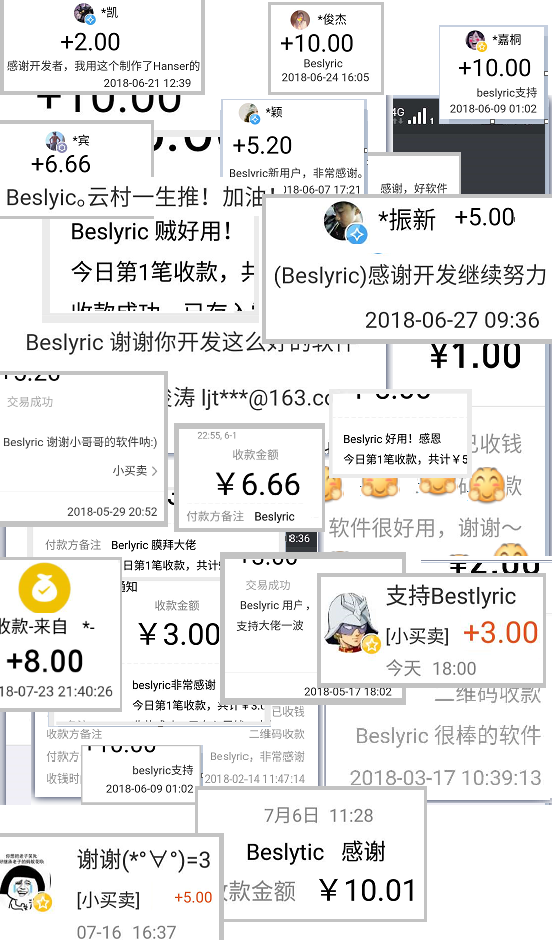 *凯
+2.00
感谢开发者，我用这个制作了Hanser的
2018-06-21 12:39
*俊杰
+10.00
Beslyric
2018-06-24 16:05
*嘉桐
+10.00
beslyric支持
2018-06-09 01:02
+10.00
4G
*宾
+6.66
Beslyic。云村一生推！加油！
*颖
+5.20
Beslyric新用户，非常感谢。
2018-06-07 17:21
感谢，好软件
Beslyric 贼好用！
今日第1笔收款，共
*振新 +5.00
(Beslyric)感谢开发继续努力
2018-06-27 09:36
Beslyric 谢谢你开发这么好的软件
¥1.00
涛 ljt***@163.co
+5.20
交易成功
Beslyric 谢谢小哥哥的软件呐:)
小买卖
2018-05-29 20:52
22:55, 6-1
收款金额
￥6.66
付款方备注 Beslyric
Beslyric 好用！感恩
今日第1笔收款，共计￥5
已收钱
款
软件很好用，谢谢～
付款方备注 Berlyric 膜拜大佬
日第1笔收款，共计
8:36
收款-来自 *
+8.00
18-07-23 21:40:26
通知
收款金额
￥3.00
beslyric非常感谢
今日第1笔收款，共计￥3.0
交易成功
Beslyric 用户，
支持大佬一波
2018-05-17 18:02
¥2.00
支持Bestlyric
[小买卖] +3.00
今天 18:00
二维码收款
Beslyric 很棒的软件
2018-03-17 10:39:13
已收钱
收款方式 二维码收款
付款方 Beslyric，非常感谢
收钱时 2018-02-14 11:47:14
+10.00
beslyric支持
2018-06-09 01:02
7月6日 11:28
Beslytic 感谢
收款金额 ￥10.01
谢谢(*°∀°)=3
[小买卖] +5.00
07-16 16:37